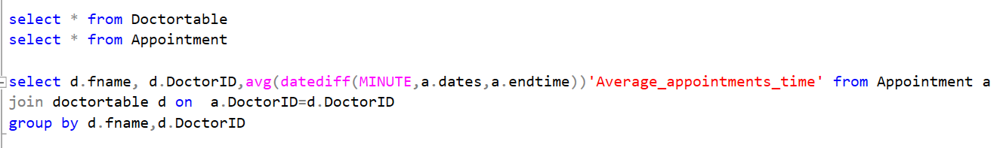 select * from Doctortable
select * from Appointment
select d.fname, d.DoctorID,avg(datediff(MINUTE,a.dates,a.endtime))'Average_appointments_time' from Appointment a
join doctortable d on  a.DoctorID=d.DoctorID
group by d.fname,d.DoctorID